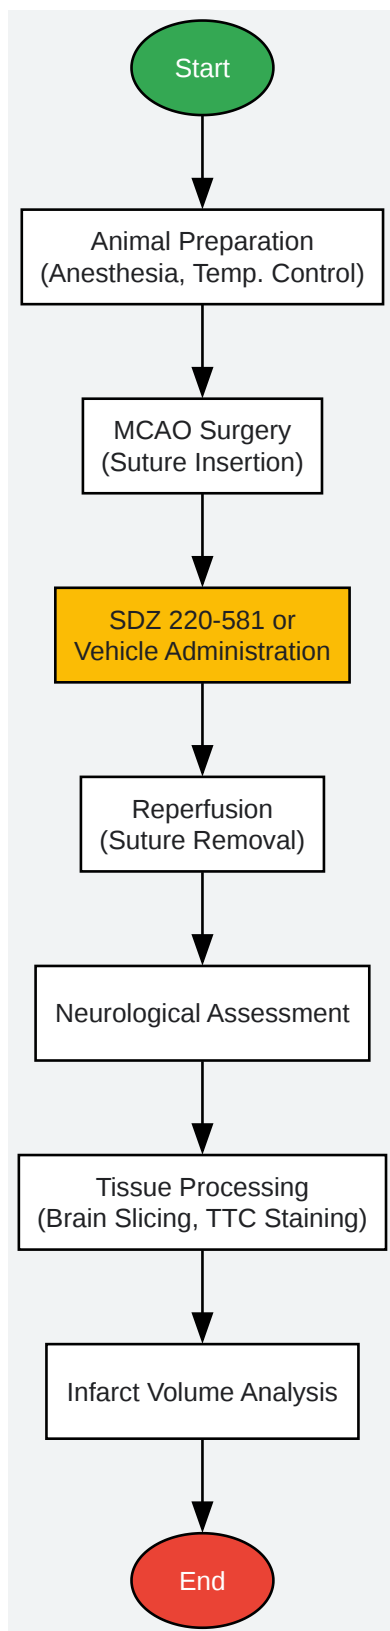 Start
Animal Preparation
(Anesthesia, Temp. Control)
MCAO Surgery
(Suture Insertion)
SDZ 220-581 or
Vehicle Administration
Reperfusion
(Suture Removal)
Neurological Assessment
Tissue Processing
(Brain Slicing, TTC Staining)
Infarct Volume Analysis
End